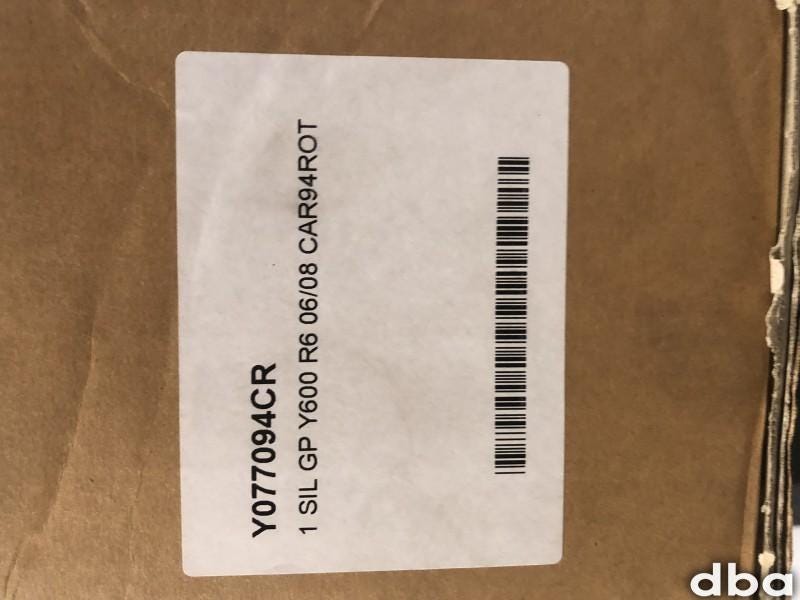 Y077094CR
1 SIL GP Y600 R6 06/08 CAR94ROT
dba